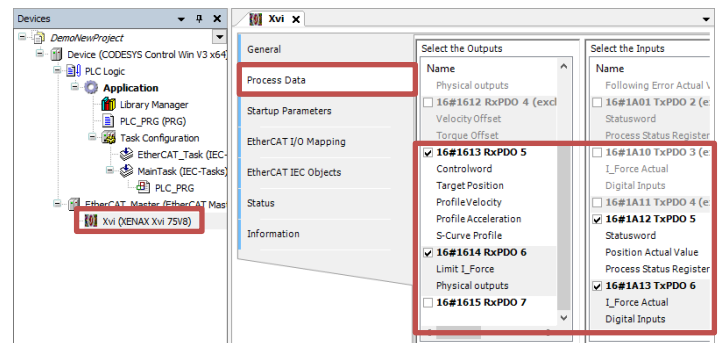 Devices
DemoNewProject
Device (CODESYS Control Win V3 x64)
PLC Logic
Application
Library Manager
PLC_PRG (PRG)
Task Configuration
EtherCAT_Task (IEC-
MainTask (IEC-Tasks)
PLC_PRG
EtherCAT_Master (EtherCAT Mast
Xvi (XENAX Xvi 75V8)
Xvi
General
Process Data
Startup Parameters
EtherCAT I/O Mapping
EtherCAT IEC Objects
Status
Information
Select the Outputs
Name
Physical outputs
16#1612 RxPDO 4 (excl
Velocity Offset
Torque Offset
16#1613 RxPDO 5
Controlword
Target Position
ProfileVelocity
Profile Acceleration
S-Curve Profile
16#1614 RxPDO 6
Limit I_Force
Physical outputs
16#1615 RxPDO 7
Select the Inputs
Name
Following Error Actual V
16#1A01 TxPDO 2 (e
Statusword
Process Status Register
16#1A10 TxPDO 3 (e
I_Force Actual
Digital Inputs
16#1A11 TxPDO 4 (e
16#1A12 TxPDO 5
Statusword
Position Actual Value
Process Status Register
16#1A13 TxPDO 6
I_Force Actual
Digital Inputs